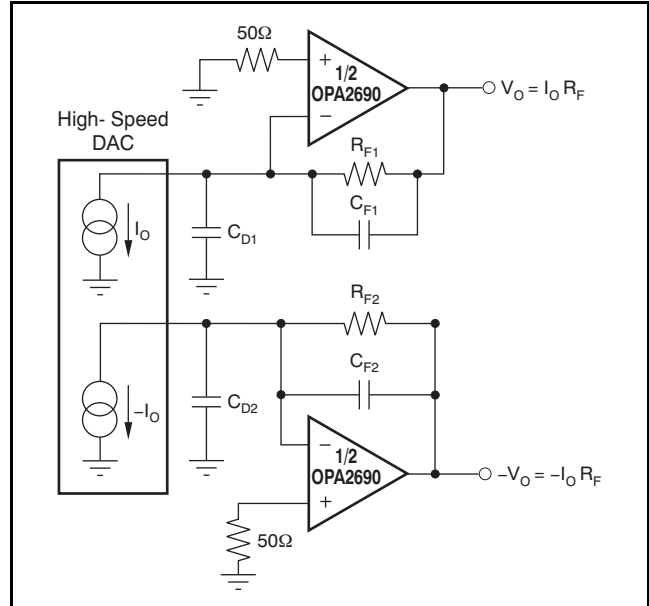 50Ω
+
1/2
OPA2690
−
V_O = I_O R_F
High- Speed
DAC
R_F1
C_F1
I_O
C_D1
R_F2
C_F2
−I_O
C_D2
−
1/2
OPA2690
+
−V_O = −I_O R_F
50Ω